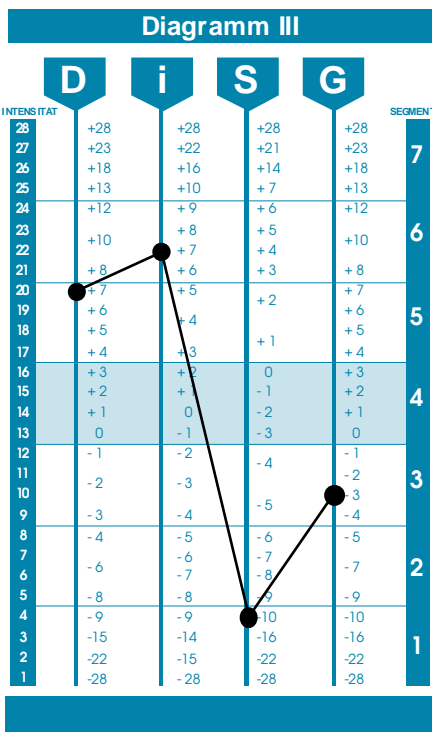 Diagramm III
D i S G
INTENSITAT SEGMENT
28 +28 +28 +28 +28
27 +23 +22 +21 +23
26 +18 +16 +14 +18 7
25 +13 +10 + 7 +13
24 +12 + 9 + 6 +12
23 + 8 + 5
22 +10 + 7 + 4 +10 6
21 + 8 + 6 + 3 + 8
20 + 7 + 5 + 7
19 + 6 + 4 + 2 + 6
18 + 5 + 1 + 5 5
17 + 4 + 3 + 4
16 + 3 + 2 0 + 3
15 + 2 + 1 - 1 + 2
14 + 1 0 - 2 + 1 4
13 0 - 1 - 3 0
12 - 1 - 2 - 4 - 1
11 - 2
10 - 2 - 3 - 5 - 3 3
9 - 3 - 4 - 4
8 - 4 - 5 - 6 - 5
7 - 6 - 7
6 - 6 - 7 - 8 - 7 2
5 - 8 - 8 - 9 - 9
4 - 9 - 9 -10 -10
3 -15 -14 -16 -16
2 -22 -15 -22 -22 1
1 -28 - 28 -28 -28